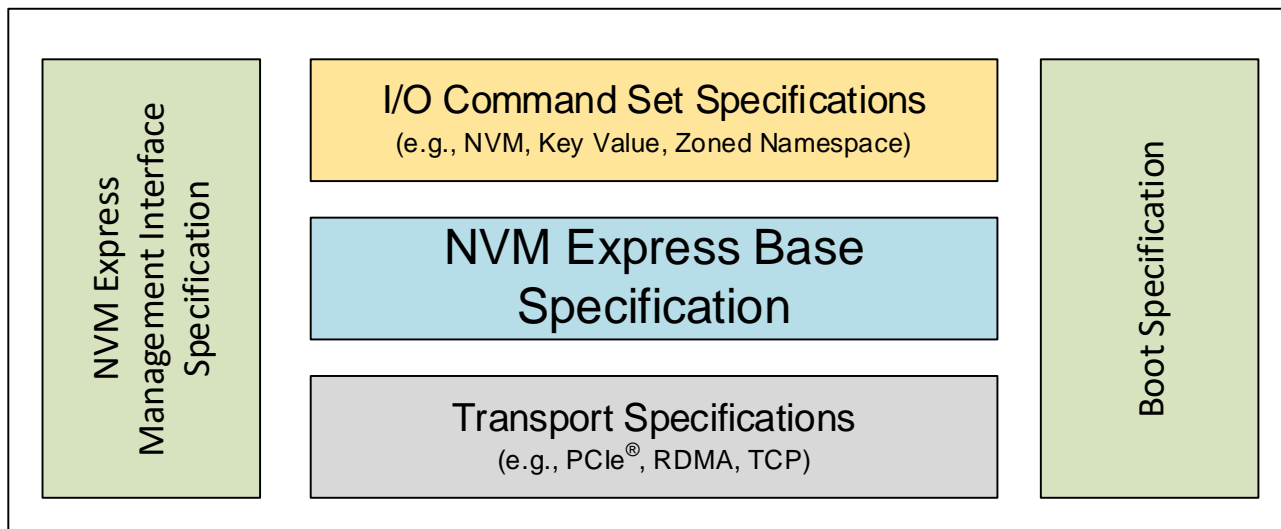 NVM Express
Management Interface
Specification
I/O Command Set Specifications
(e.g., NVM, Key Value, Zoned Namespace)
NVM Express Base
Specification
Transport Specifications
(e.g., PCIe®, RDMA, TCP)
Boot Specification